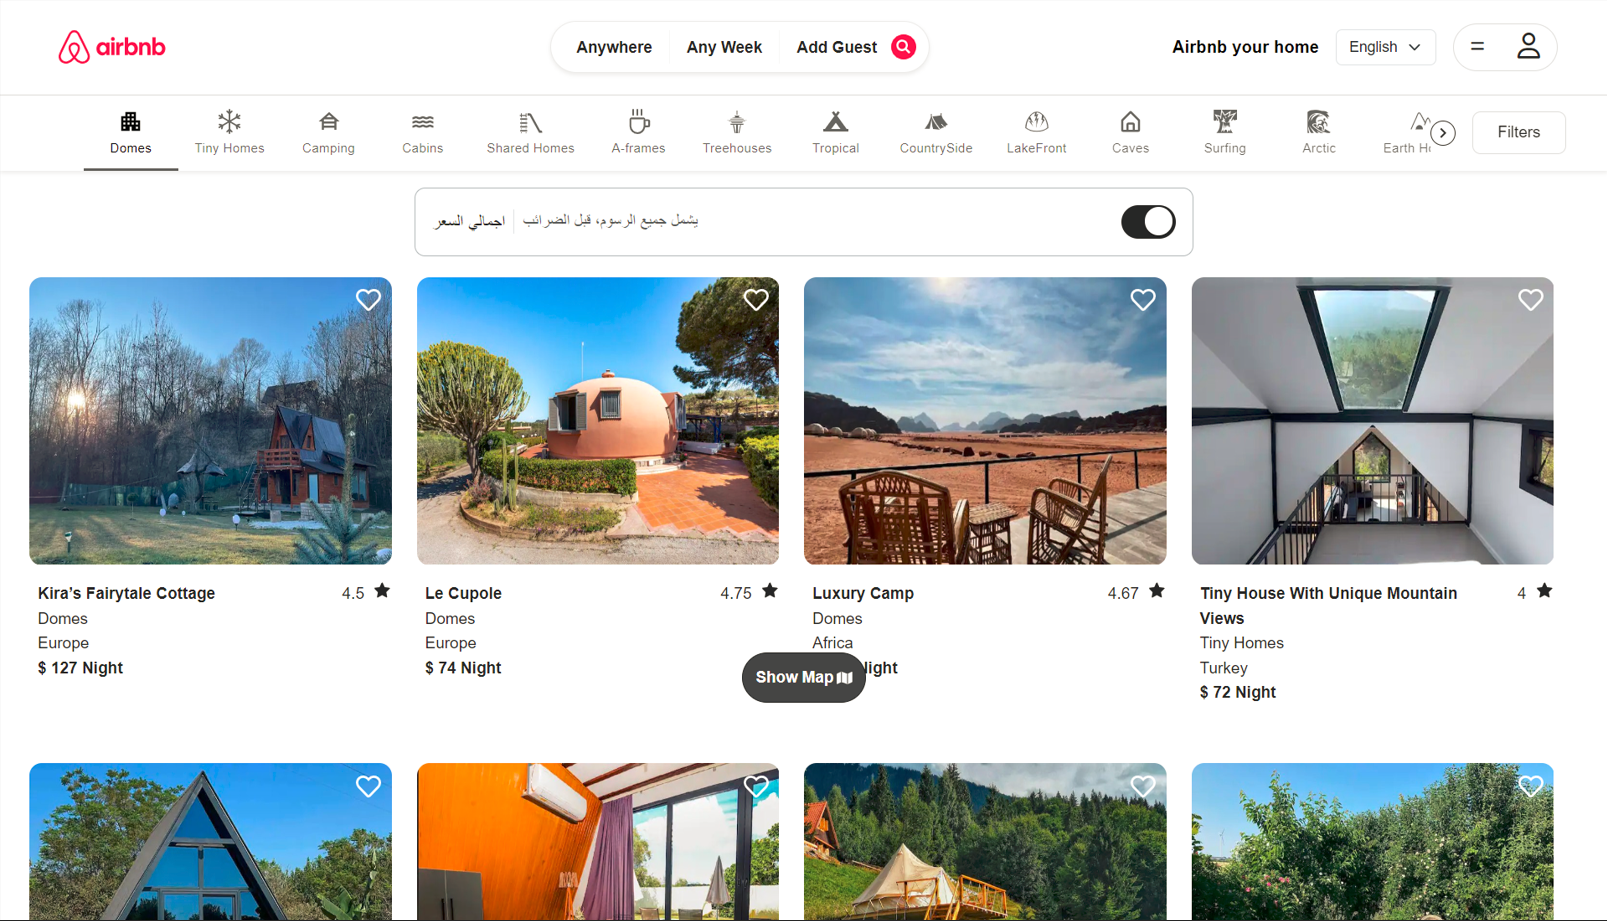 airbnb
Anywhere
Any Week
Add Guest
Airbnb your home
English
Domes
Tiny Homes
Camping
Cabins
Shared Homes
A-frames
Treehouses
Tropical
CountrySide
LakeFront
Caves
Surfing
Arctic
Earth
Filters
اجمالي السعر
يشمل جميع الرسوم، قبل الضرائب
Kira’s Fairytale Cottage 4.5
Domes
Europe
$ 127 Night
Le Cupole 4.75
Domes
Europe
$ 74 Night
Luxury Camp 4.67
Domes
Africa
Night
Tiny House With Unique Mountain 4
Views
Tiny Homes
Turkey
$ 72 Night
Show Map